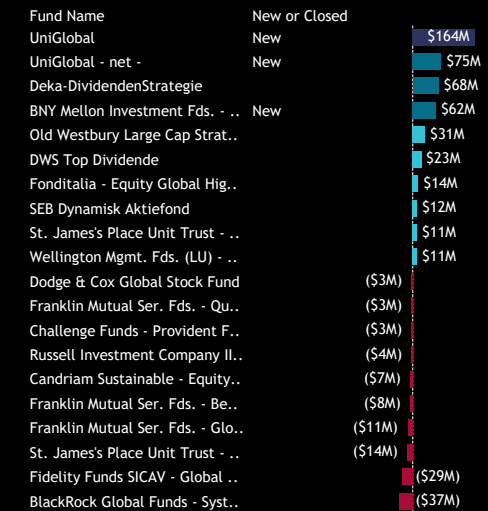 Fund Name New or Closed
UniGlobal New $164M
UniGlobal - net - New $75M
Deka-DividendenStrategie $68M
BNY Mellon Investment Fds. - .. New $62M
Old Westbury Large Cap Strat.. $31M
DWS Top Dividende $23M
Fonditalia - Equity Global Hig.. $14M
SEB Dynamisk Aktiefond $12M
St. James's Place Unit Trust - .. $11M
Wellington Mgmt. Fds. (LU) - .. $11M
Dodge & Cox Global Stock Fund ($3M)
Franklin Mutual Ser. Fds. - Qu.. ($3M)
Challenge Funds - Provident F.. ($3M)
Russell Investment Company II.. ($4M)
Candriam Sustainable - Equity.. ($7M)
Franklin Mutual Ser. Fds. - Be.. ($8M)
Franklin Mutual Ser. Fds. - Glo.. ($11M)
St. James's Place Unit Trust - .. ($14M)
Fidelity Funds SICAV - Global .. ($29M)
BlackRock Global Funds - Syst.. ($37M)